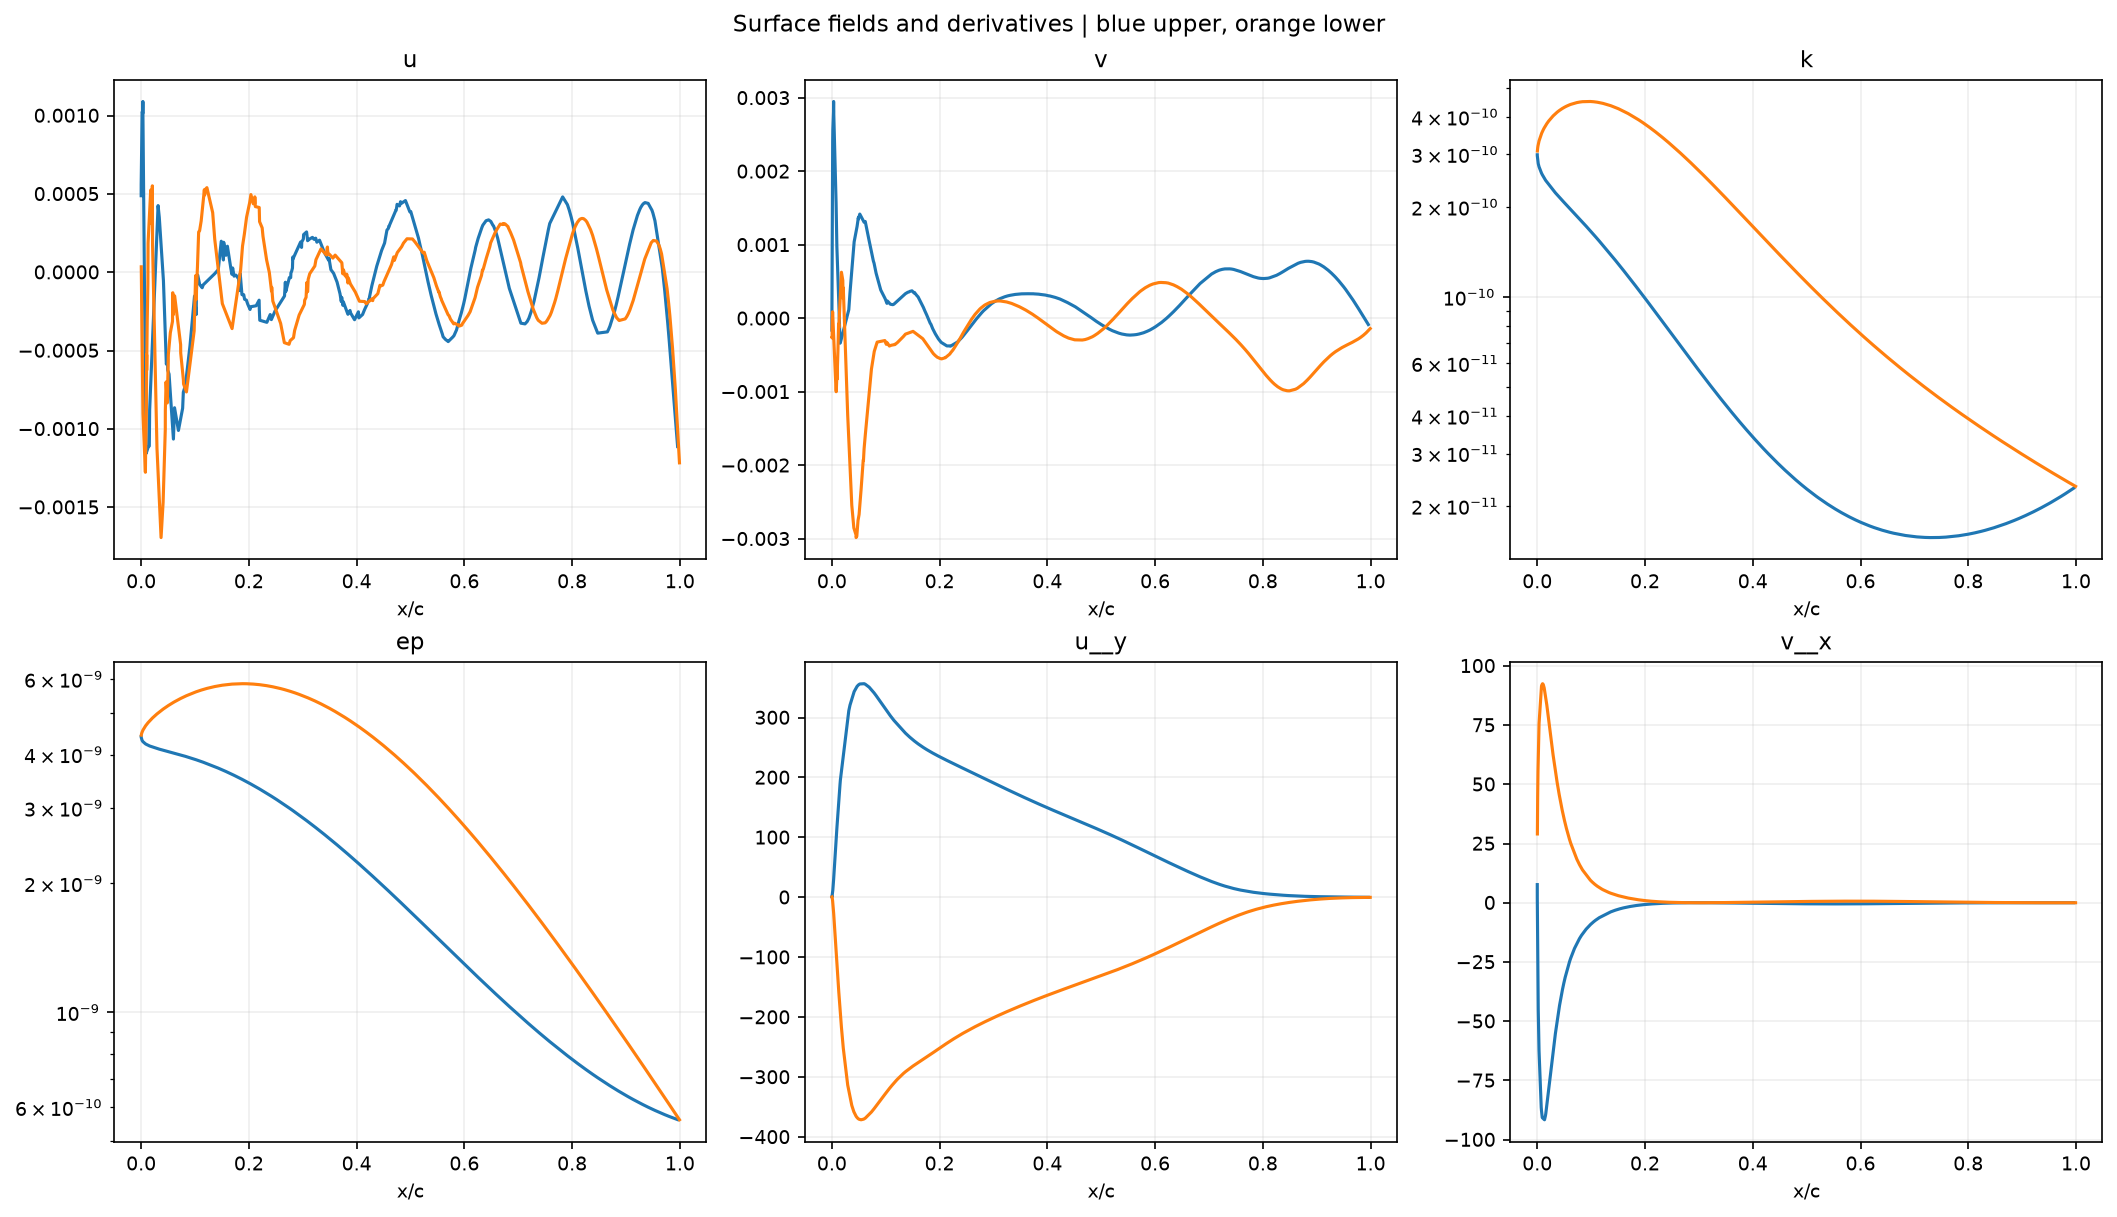 Surface fields and derivatives | blue upper, orange lower
u
0.0010
0.0005
0.0000
−0.0005
−0.0010
−0.0015
0.0 0.2 0.4 0.6 0.8 1.0
x/c
v
0.003
0.002
0.001
0.000
−0.001
−0.002
−0.003
0.0 0.2 0.4 0.6 0.8 1.0
x/c
k
4 × 10⁻¹⁰
3 × 10⁻¹⁰
2 × 10⁻¹⁰
10⁻¹⁰
6 × 10⁻¹¹
4 × 10⁻¹¹
3 × 10⁻¹¹
2 × 10⁻¹¹
0.0 0.2 0.4 0.6 0.8 1.0
x/c
ep
6 × 10⁻⁹
4 × 10⁻⁹
3 × 10⁻⁹
2 × 10⁻⁹
10⁻⁹
6 × 10⁻¹⁰
0.0 0.2 0.4 0.6 0.8 1.0
x/c
u__y
300
200
100
0
−100
−200
−300
−400
0.0 0.2 0.4 0.6 0.8 1.0
x/c
v__x
100
75
50
25
0
−25
−50
−75
−100
0.0 0.2 0.4 0.6 0.8 1.0
x/c